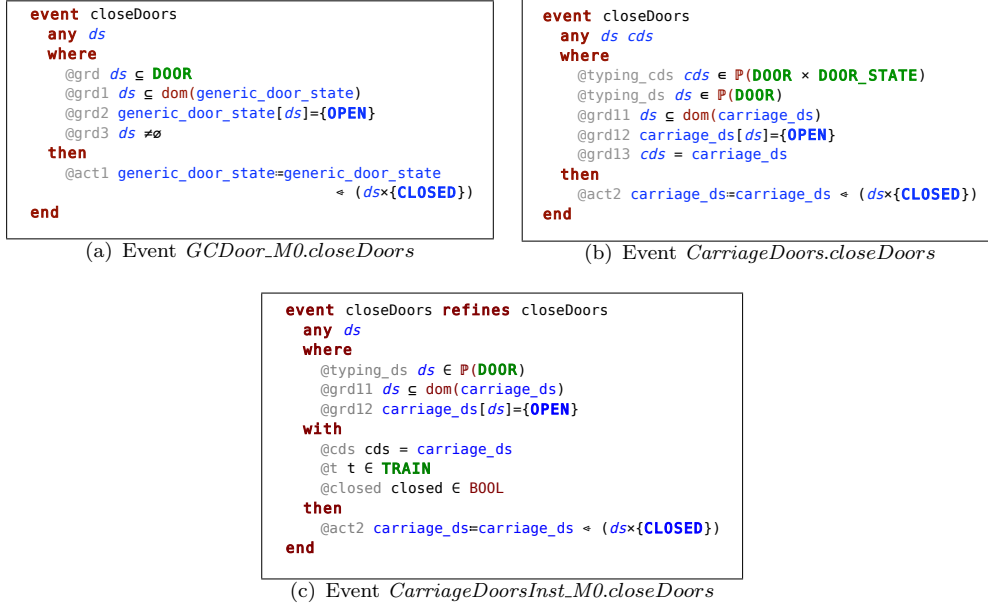 event closeDoors
any ds
where
@grd ds ⊆ DOOR
@grd1 ds ⊆ dom(generic_door_state)
@grd2 generic_door_state[ds]={OPEN}
@grd3 ds ≠∅
then
@act1 generic_door_state≔generic_door_state
⩤ (ds×{CLOSED})
end
(a) Event GCDoor_M0.closeDoors
event closeDoors
any ds cds
where
@typing_cds cds ∈ ℙ(DOOR × DOOR_STATE)
@typing_ds ds ∈ ℙ(DOOR)
@grd11 ds ⊆ dom(carriage_ds)
@grd12 carriage_ds[ds]={OPEN}
@grd13 cds = carriage_ds
then
@act2 carriage_ds≔carriage_ds ⩤ (ds×{CLOSED})
end
(b) Event CarriageDoors.closeDoors
event closeDoors refines closeDoors
any ds
where
@typing_ds ds ∈ ℙ(DOOR)
@grd11 ds ⊆ dom(carriage_ds)
@grd12 carriage_ds[ds]={OPEN}
with
@cds cds = carriage_ds
@t t ∈ TRAIN
@closed closed ∈ BOOL
then
@act2 carriage_ds≔carriage_ds ⩤ (ds×{CLOSED})
end
(c) Event CarriageDoorsInst_M0.closeDoors